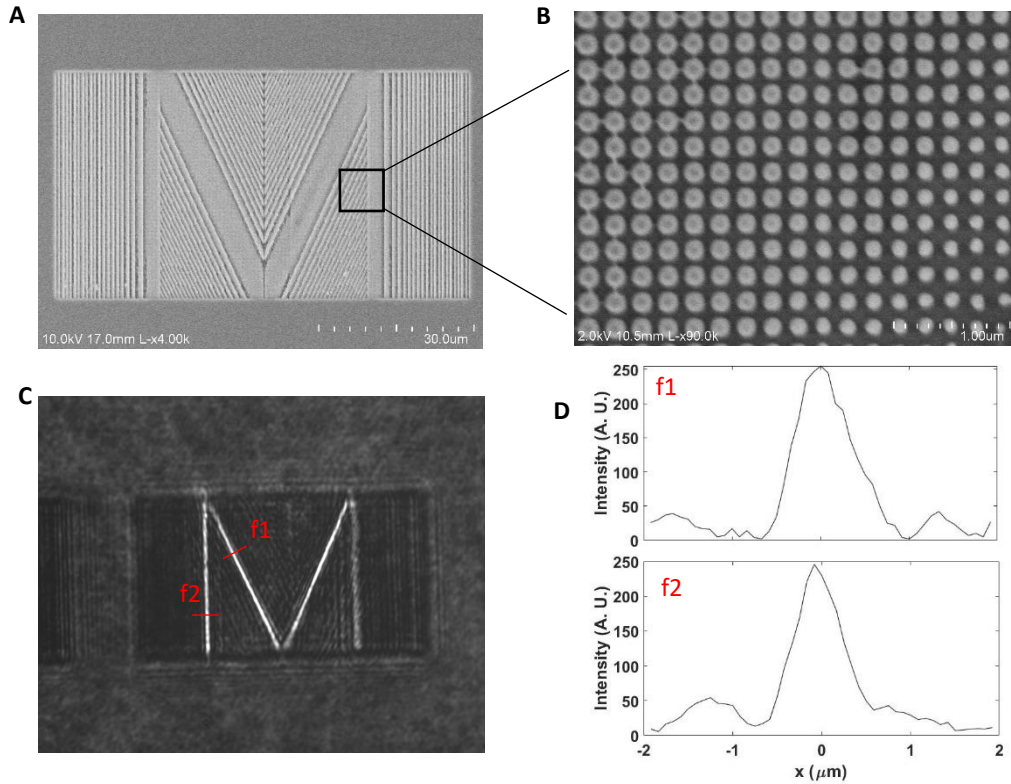 A
10.0kV 17.0mm L-x4.00k
30.0um
B
2.0kV 10.5mm L-x90.0k
1.00um
C
f1
f2
D
f1
Intensity (A. U.)
250
200
150
100
50
0
f2
Intensity (A. U.)
250
200
150
100
50
0
-2
-1
0
1
2
x (μm)